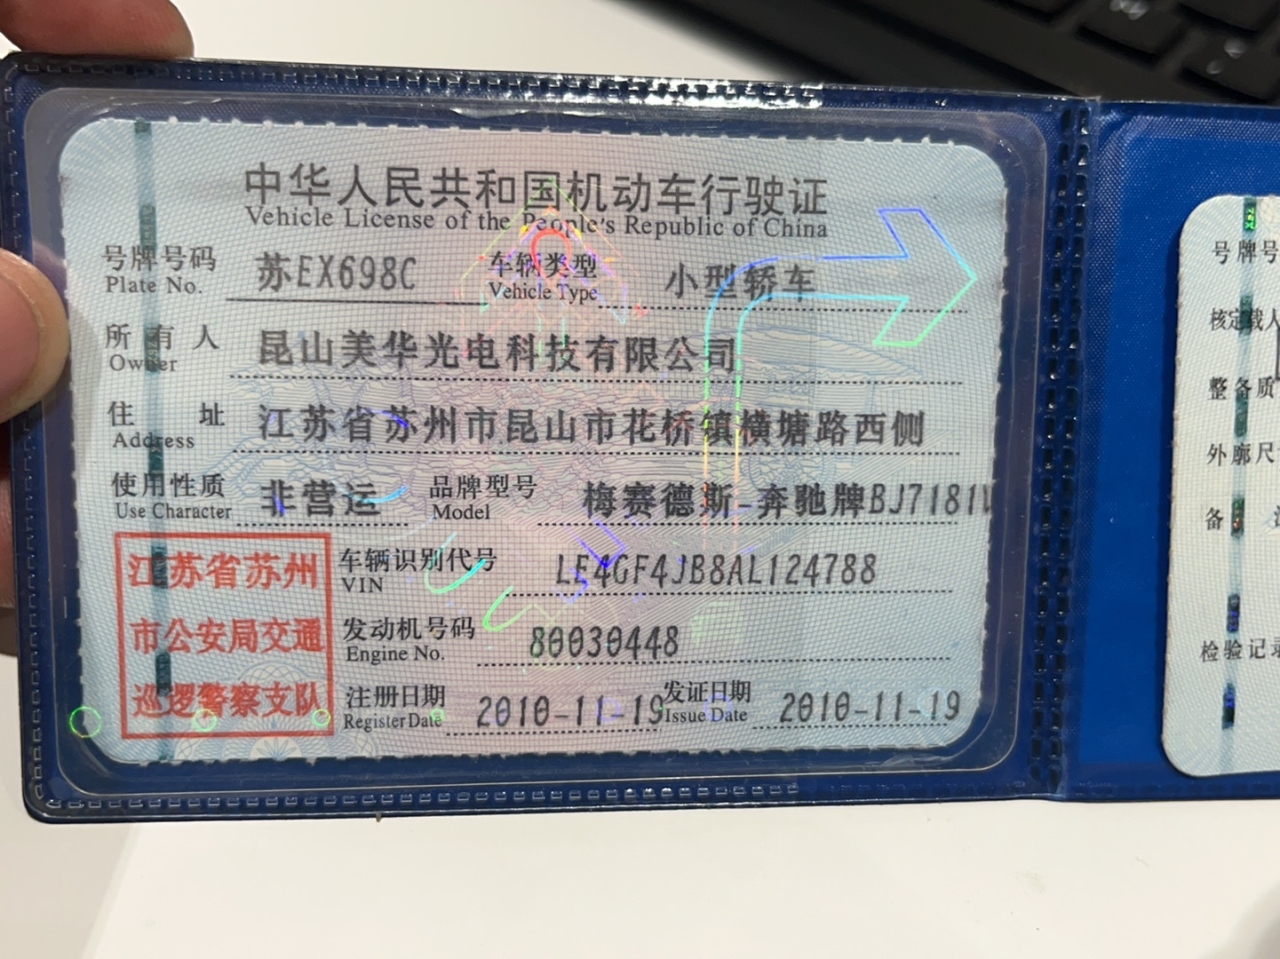 中华人民共和国机动车行驶证
Vehicle License of the People's Republic of China
号牌号码 苏EX698C 车辆类型 小型轿车
Plate No. Vehicle Type
所有人 昆山美华光电科技有限公司
Owner
住址 江苏省苏州市昆山市花桥镇横塘路西侧
Address
使用性质 非营运 品牌型号 梅赛德斯-奔驰牌BJ7181
Use Character Model
江苏省苏州
市公安局交通
巡逻警察支队
车辆识别代号 LE4GF4JB8AL124788
VIN
发动机号码 80030448
Engine No.
注册日期 2010-11-19 发证日期 2010-11-19
Register Date Issue Date
号牌号
核定载人
整备质
外廓尺
备
检验记录